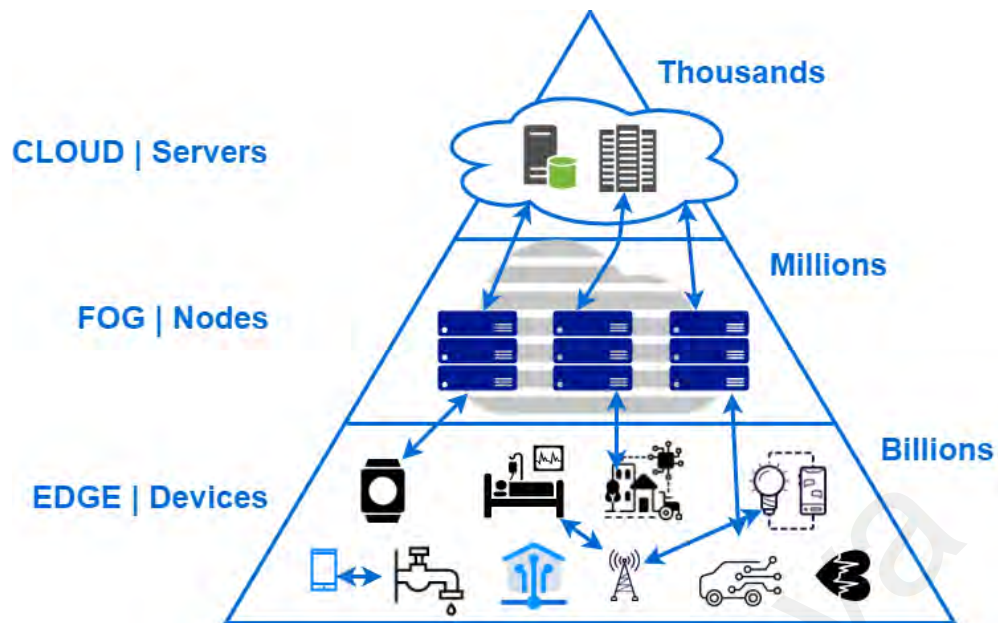 Thousands
CLOUD | Servers
Millions
FOG | Nodes
Billions
EDGE | Devices